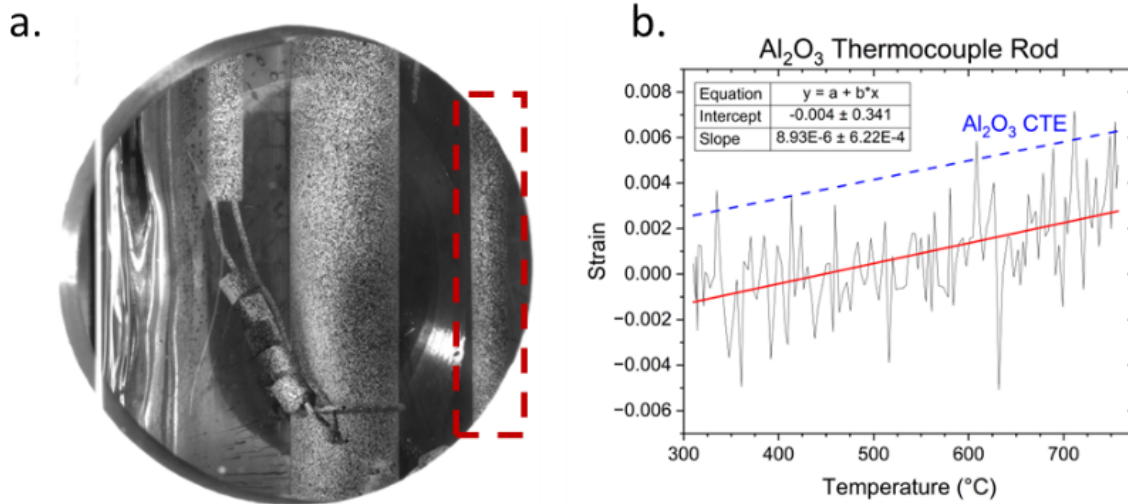 a.
b.
Al₂O₃ Thermocouple Rod
Equation y = a + b*x
Intercept -0.004 ± 0.341
Slope 8.93E-6 ± 6.22E-4
Al₂O₃ CTE
0.008
0.006
0.004
0.002
0.000
−0.002
−0.004
−0.006
Strain
300 400 500 600 700
Temperature (°C)